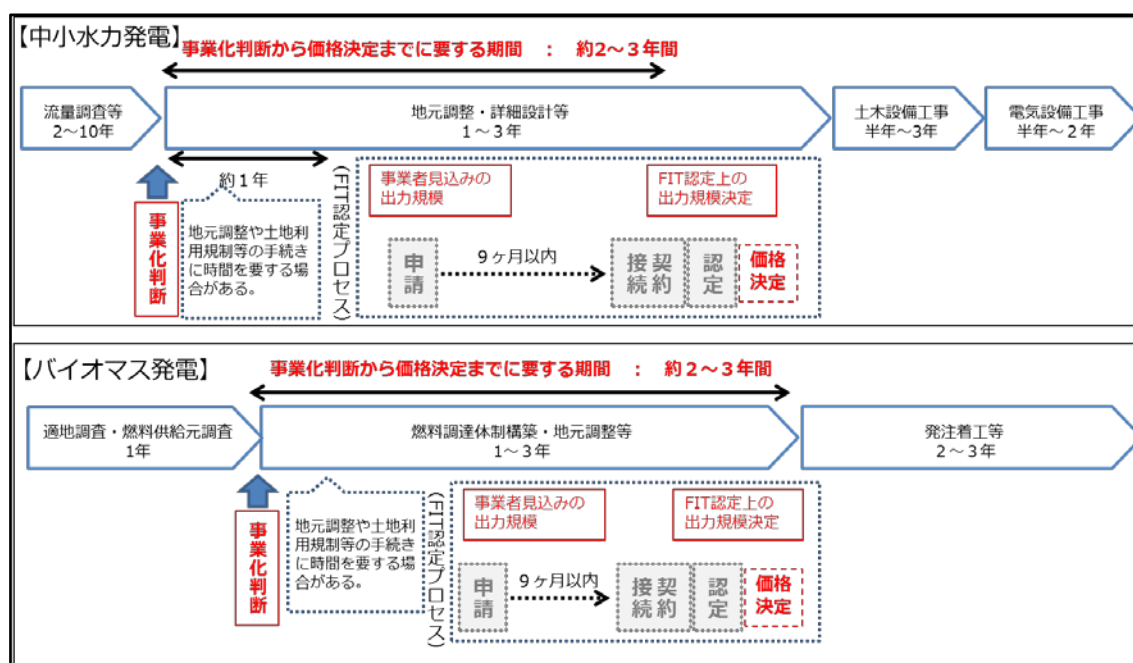 【中小水力発電】
事業化判断から価格決定までに要する期間 ： 約2～３年間
流量調査等
2～10年
地元調整・詳細設計等
1～３年
土木設備工事
半年～3年
電気設備工事
半年～２年
約１年
事業化判断
地元調整や土地利
用規制等の手続き
に時間を要する場
合がある。
(FIT認定プロセス)
事業者見込みの
出力規模
FIT認定上の
出力規模決定
申請
9ヶ月以内
接続契約
認定
価格
決定
【バイオマス発電】
事業化判断から価格決定までに要する期間 ： 約２～３年間
適地調査・燃料供給元調査
1年
燃料調達体制構築・地元調整等
1～３年
発注着工等
２～３年
事業化判断
地元調整や土地利
用規制等の手続き
に時間を要する場
合がある。
(FIT認定プロセス)
事業者見込みの
出力規模
FIT認定上の
出力規模決定
申請
9ヶ月以内
接続契約
認定
価格
決定